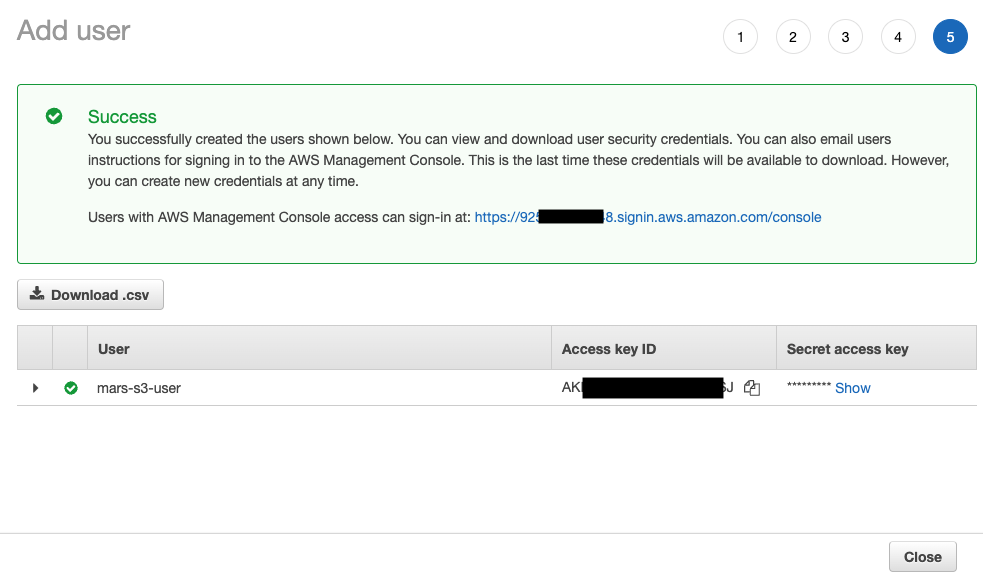 Add user
1 2 3 4 5
Success
You successfully created the users shown below. You can view and download user security credentials. You can also email users
instructions for signing in to the AWS Management Console. This is the last time these credentials will be available to download. However,
you can create new credentials at any time.
Users with AWS Management Console access can sign-in at: https://925 8.signin.aws.amazon.com/console
Download .csv
User Access key ID Secret access key
mars-s3-user AK SJ ********* Show
Close